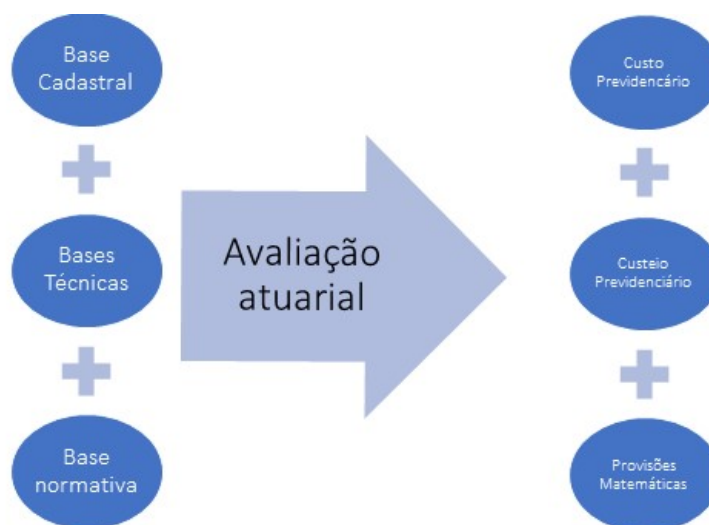 Base
Cadastral
Bases
Técnicas
Base
normativa
Avaliação
atuarial
Custo
Previdencário
Custeio
Previdenciário
Provisões
Matemáticas